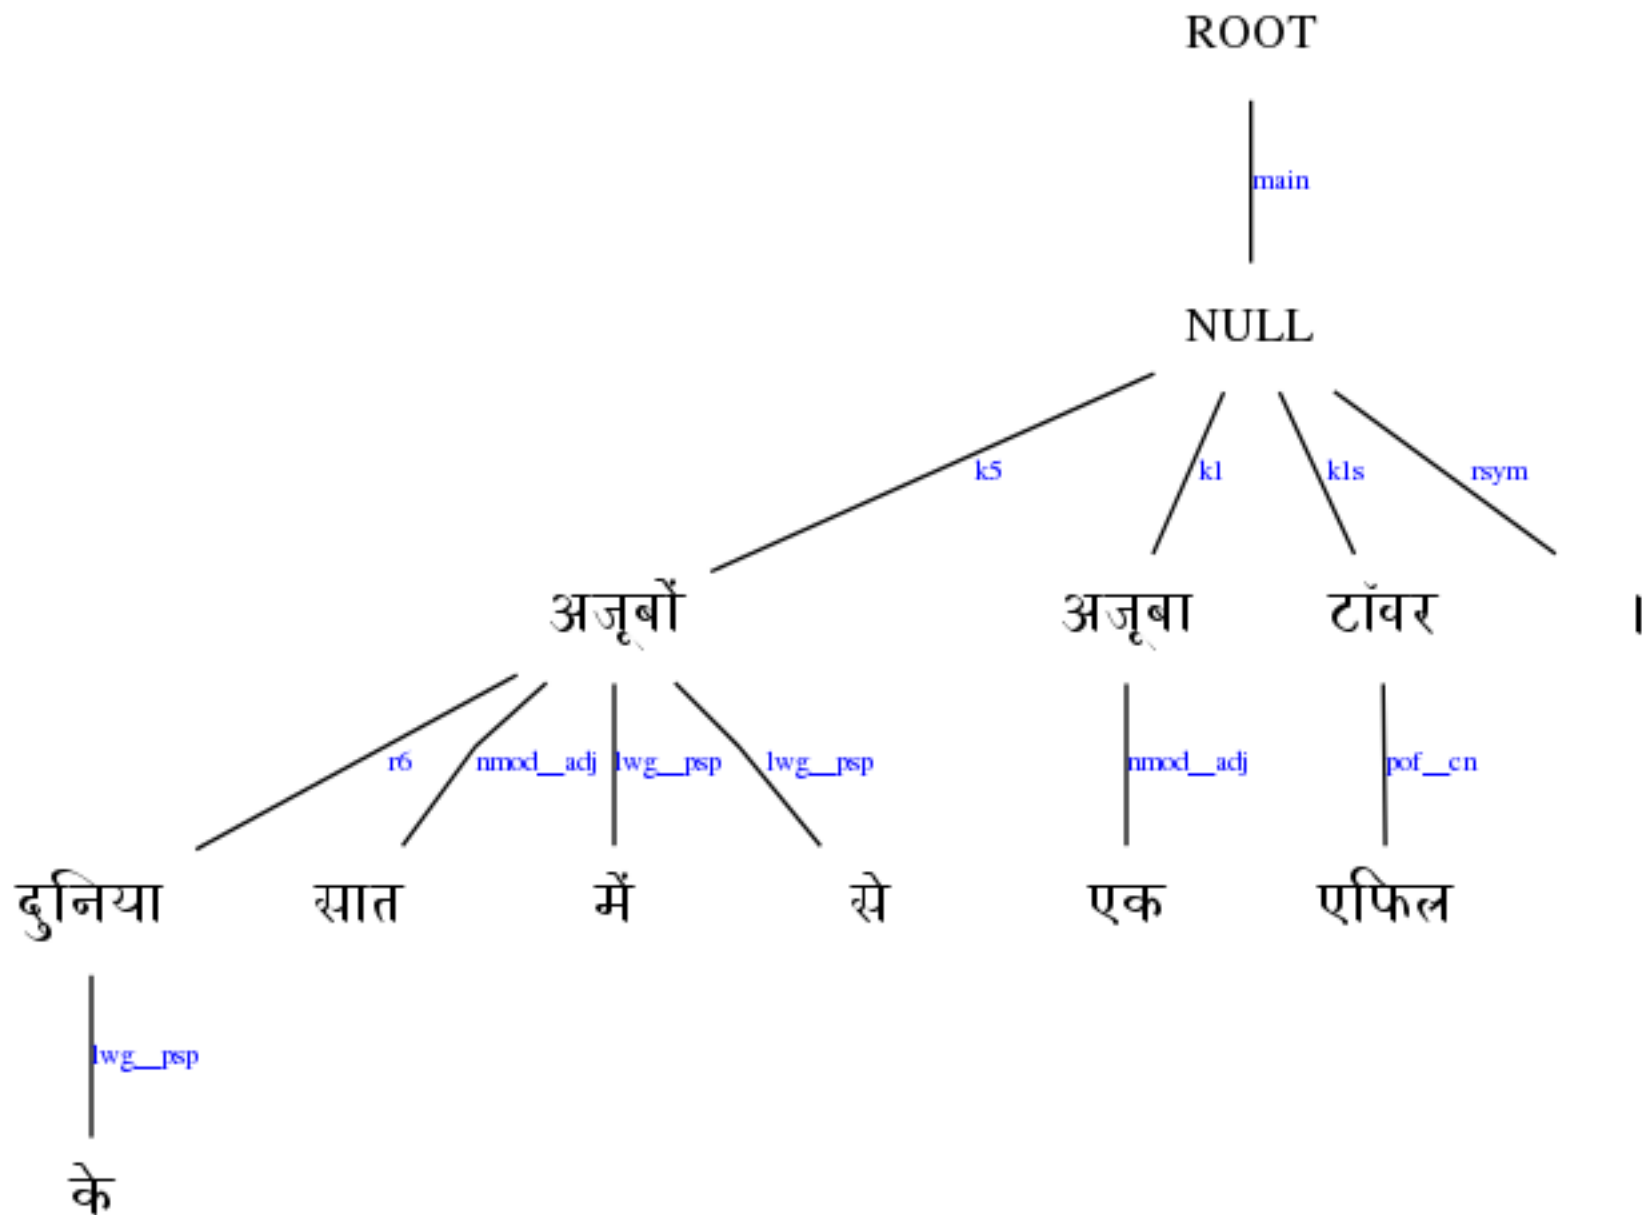 ROOT
main
NULL
k5 k1 k1s rsym
अजूबों अजूबा टॉवर ।
r6 nmod__adj lwg__psp lwg__psp nmod__adj pof__cn
दुनिया सात में से एक एफिल
lwg__psp
के